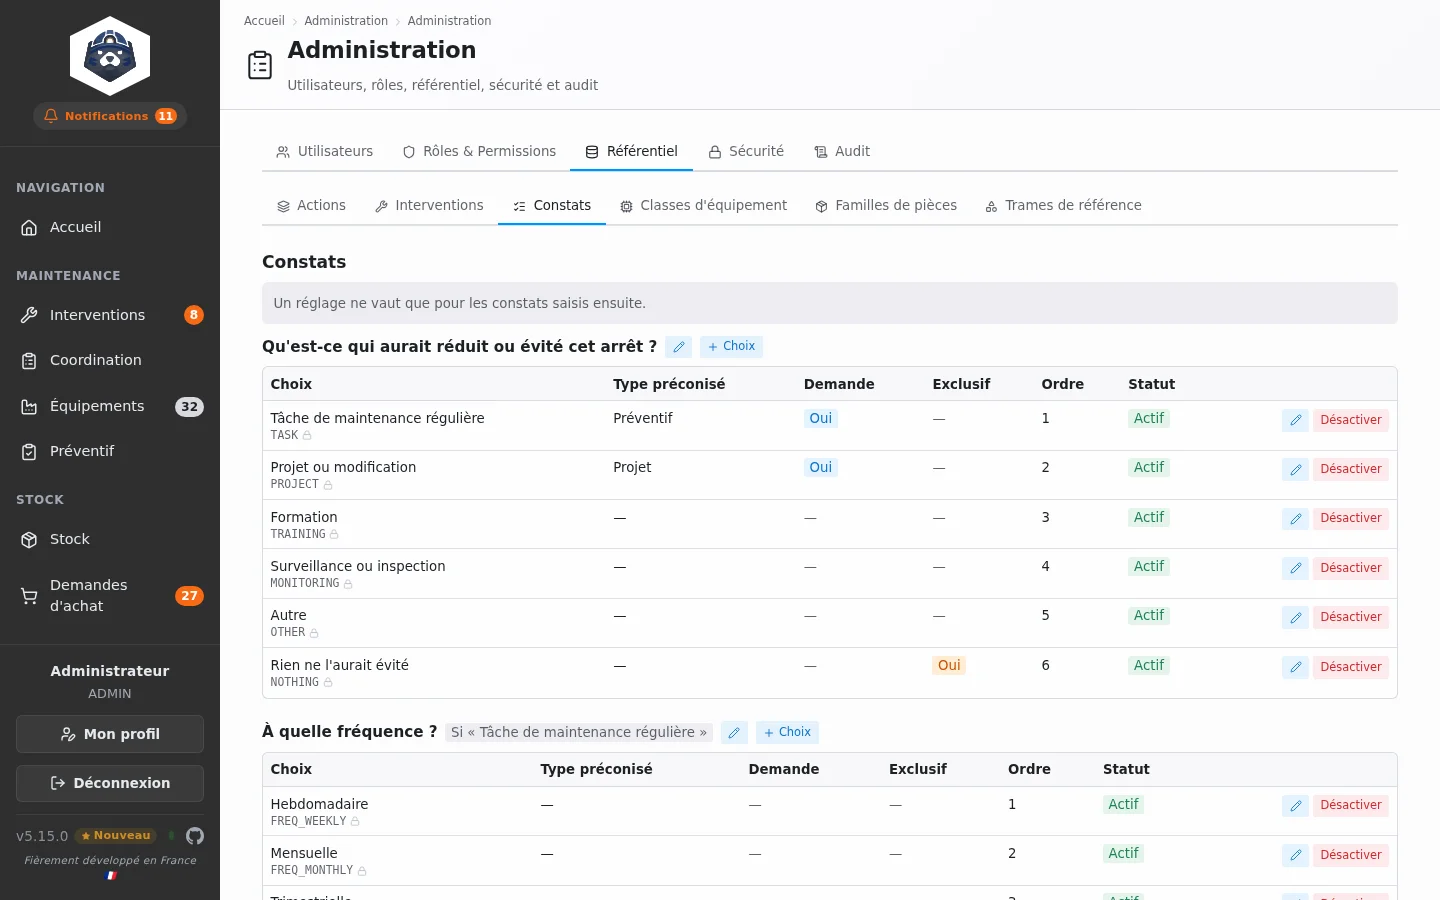 Accueil > Administration > Administration
Administration
Utilisateurs, rôles, référentiel, sécurité et audit
Notifications 11
NAVIGATION
Accueil
MAINTENANCE
Interventions 8
Coordination
Équipements 32
Préventif
STOCK
Stock
Demandes
d'achat 27
Administrateur
ADMIN
Mon profil
Déconnexion
v5.15.0 Nouveau
Fièrement développé en France
Utilisateurs Rôles & Permissions Référentiel Sécurité Audit
Actions Interventions Constats Classes d'équipement Familles de pièces Trames de référence
Constats
Un réglage ne vaut que pour les constats saisis ensuite.
Qu'est-ce qui aurait réduit ou évité cet arrêt ? + Choix
Choix Type préconisé Demande Exclusif Ordre Statut
Tâche de maintenance régulière Préventif Oui — 1 Actif Désactiver
TASK
Projet ou modification Projet Oui — 2 Actif Désactiver
PROJECT
Formation — — — 3 Actif Désactiver
TRAINING
Surveillance ou inspection — — — 4 Actif Désactiver
MONITORING
Autre — — — 5 Actif Désactiver
OTHER
Rien ne l'aurait évité — — Oui 6 Actif Désactiver
NOTHING
À quelle fréquence ? Si « Tâche de maintenance régulière » + Choix
Choix Type préconisé Demande Exclusif Ordre Statut
Hebdomadaire — — — 1 Actif Désactiver
FREQ_WEEKLY
Mensuelle — — — 2 Actif Désactiver
FREQ_MONTHLY